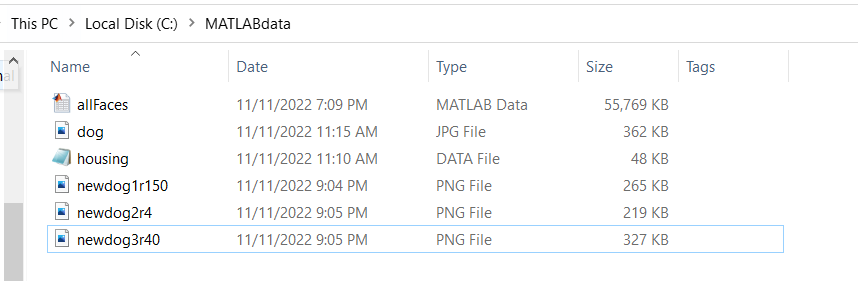 This PC > Local Disk (C:) > MATLABdata
Name Date Type Size Tags
allFaces 11/11/2022 7:09 PM MATLAB Data 55,769 KB
dog 11/11/2022 11:15 AM JPG File 362 KB
housing 11/11/2022 11:10 AM DATA File 48 KB
newdog1r150 11/11/2022 9:04 PM PNG File 265 KB
newdog2r4 11/11/2022 9:05 PM PNG File 219 KB
newdog3r40 11/11/2022 9:05 PM PNG File 327 KB